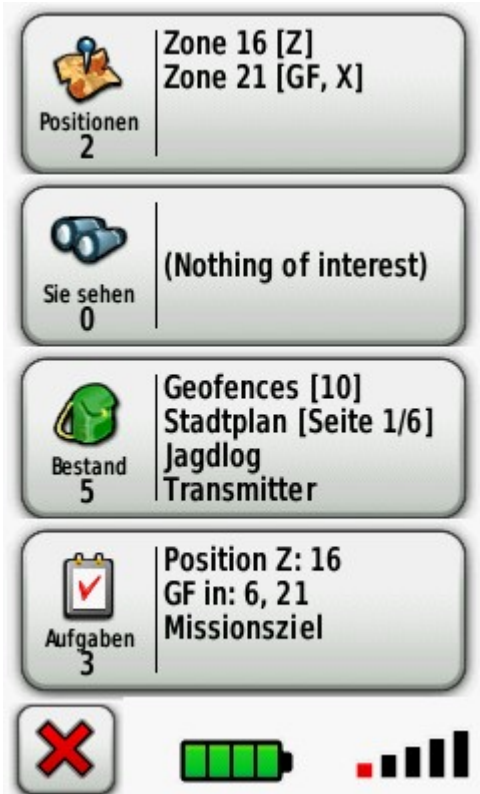 Zone 16 [Z]
Zone 21 [GF, X]
Positionen
2
(Nothing of interest)
Sie sehen
0
Geofences [10]
Stadtplan [Seite 1/6]
Jagdlog
Transmitter
Bestand
5
Position Z: 16
GF in: 6, 21
Missionsziel
Aufgaben
3